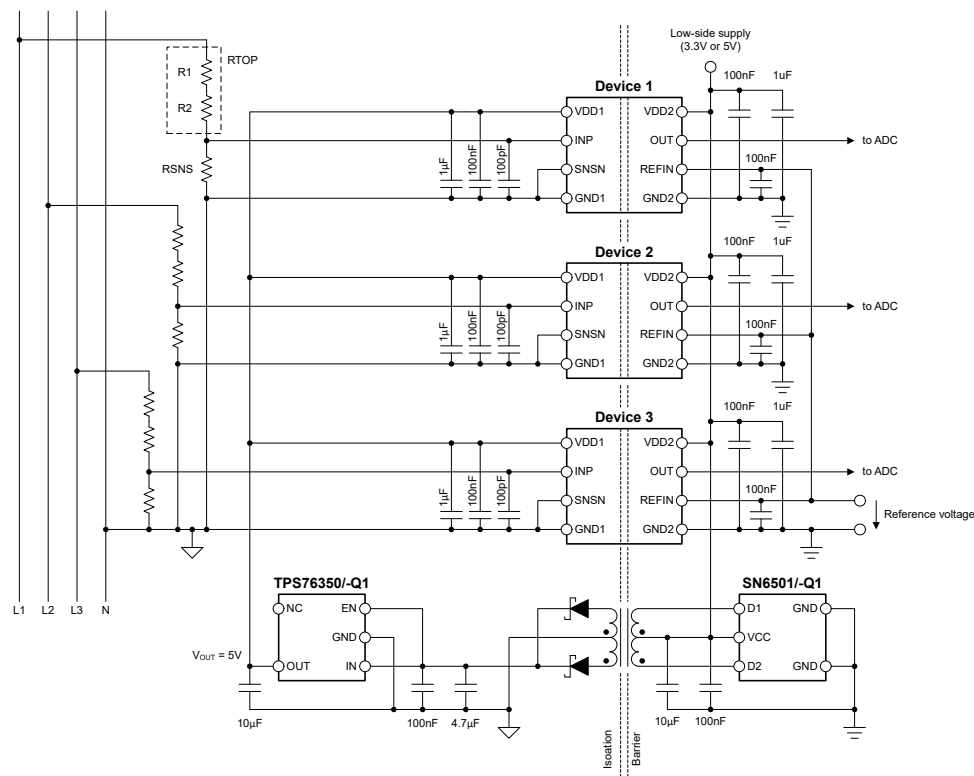 Low-side supply
(3.3V or 5V)
RTOP
R1
R2
RSNS
100nF
1uF
Device 1
VDD1
INP
SNSN
GND1
VDD2
OUT
REFIN
GND2
1µF
100nF
100pF
100nF
to ADC
100nF
1uF
Device 2
VDD1
INP
SNSN
GND1
VDD2
OUT
REFIN
GND2
1µF
100nF
100pF
100nF
to ADC
100nF
1uF
Device 3
VDD1
INP
SNSN
GND1
VDD2
OUT
REFIN
GND2
1µF
100nF
100pF
100nF
to ADC
Reference voltage
L1
L2
L3
N
TPS76350/-Q1
NC
EN
GND
OUT
IN
VOUT = 5V
10µF
100nF
4.7µF
SN6501/-Q1
D1
GND
VCC
D2
GND
10µF
100nF
Isoation
Barrier